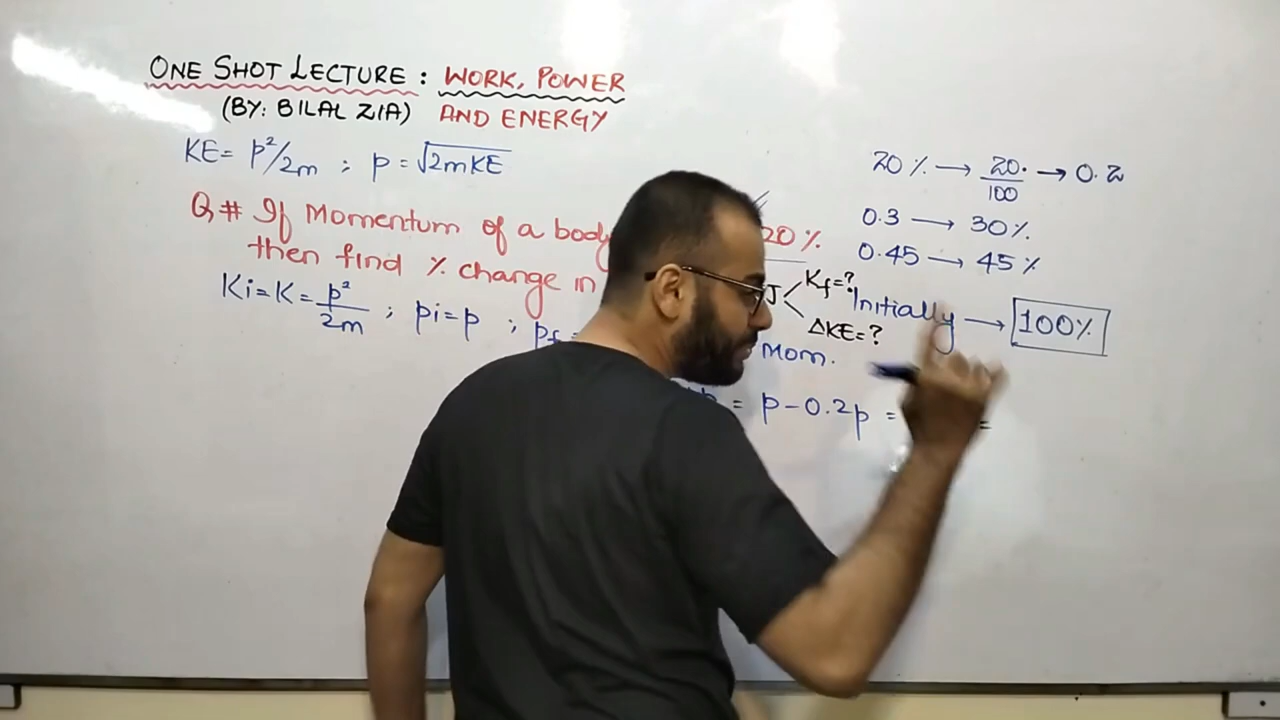 ONE SHOT LECTURE: WORK, POWER
(BY: BILAL ZIA) AND ENERGY
KE = p²/2m ; p = √2mKE
20% → 20/100 → 0.2
0.3 → 30%
0.45 → 45%
Q# If Momentum of a body 20%
then find % change in
Kf=?
ΔKE=?
Initially → 100%
Ki=K=p²/2m ; pi=p ; pf =
Mom.
= p-0.2p =
=